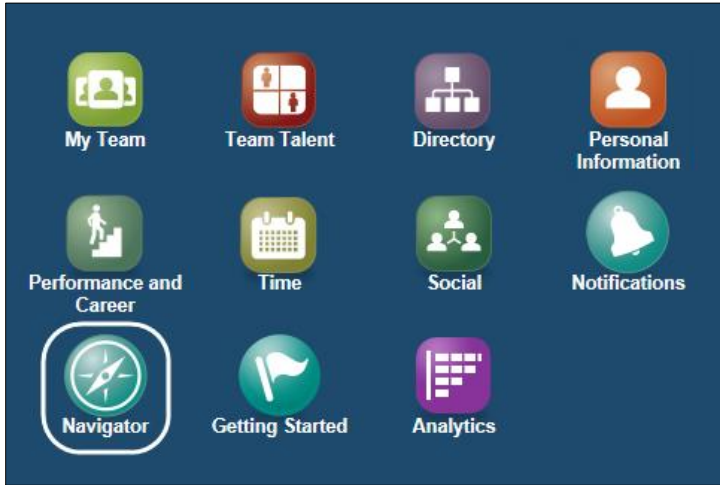 My Team
Team Talent
Directory
Personal
Information
Performance and
Career
Time
Social
Notifications
Navigator
Getting Started
Analytics